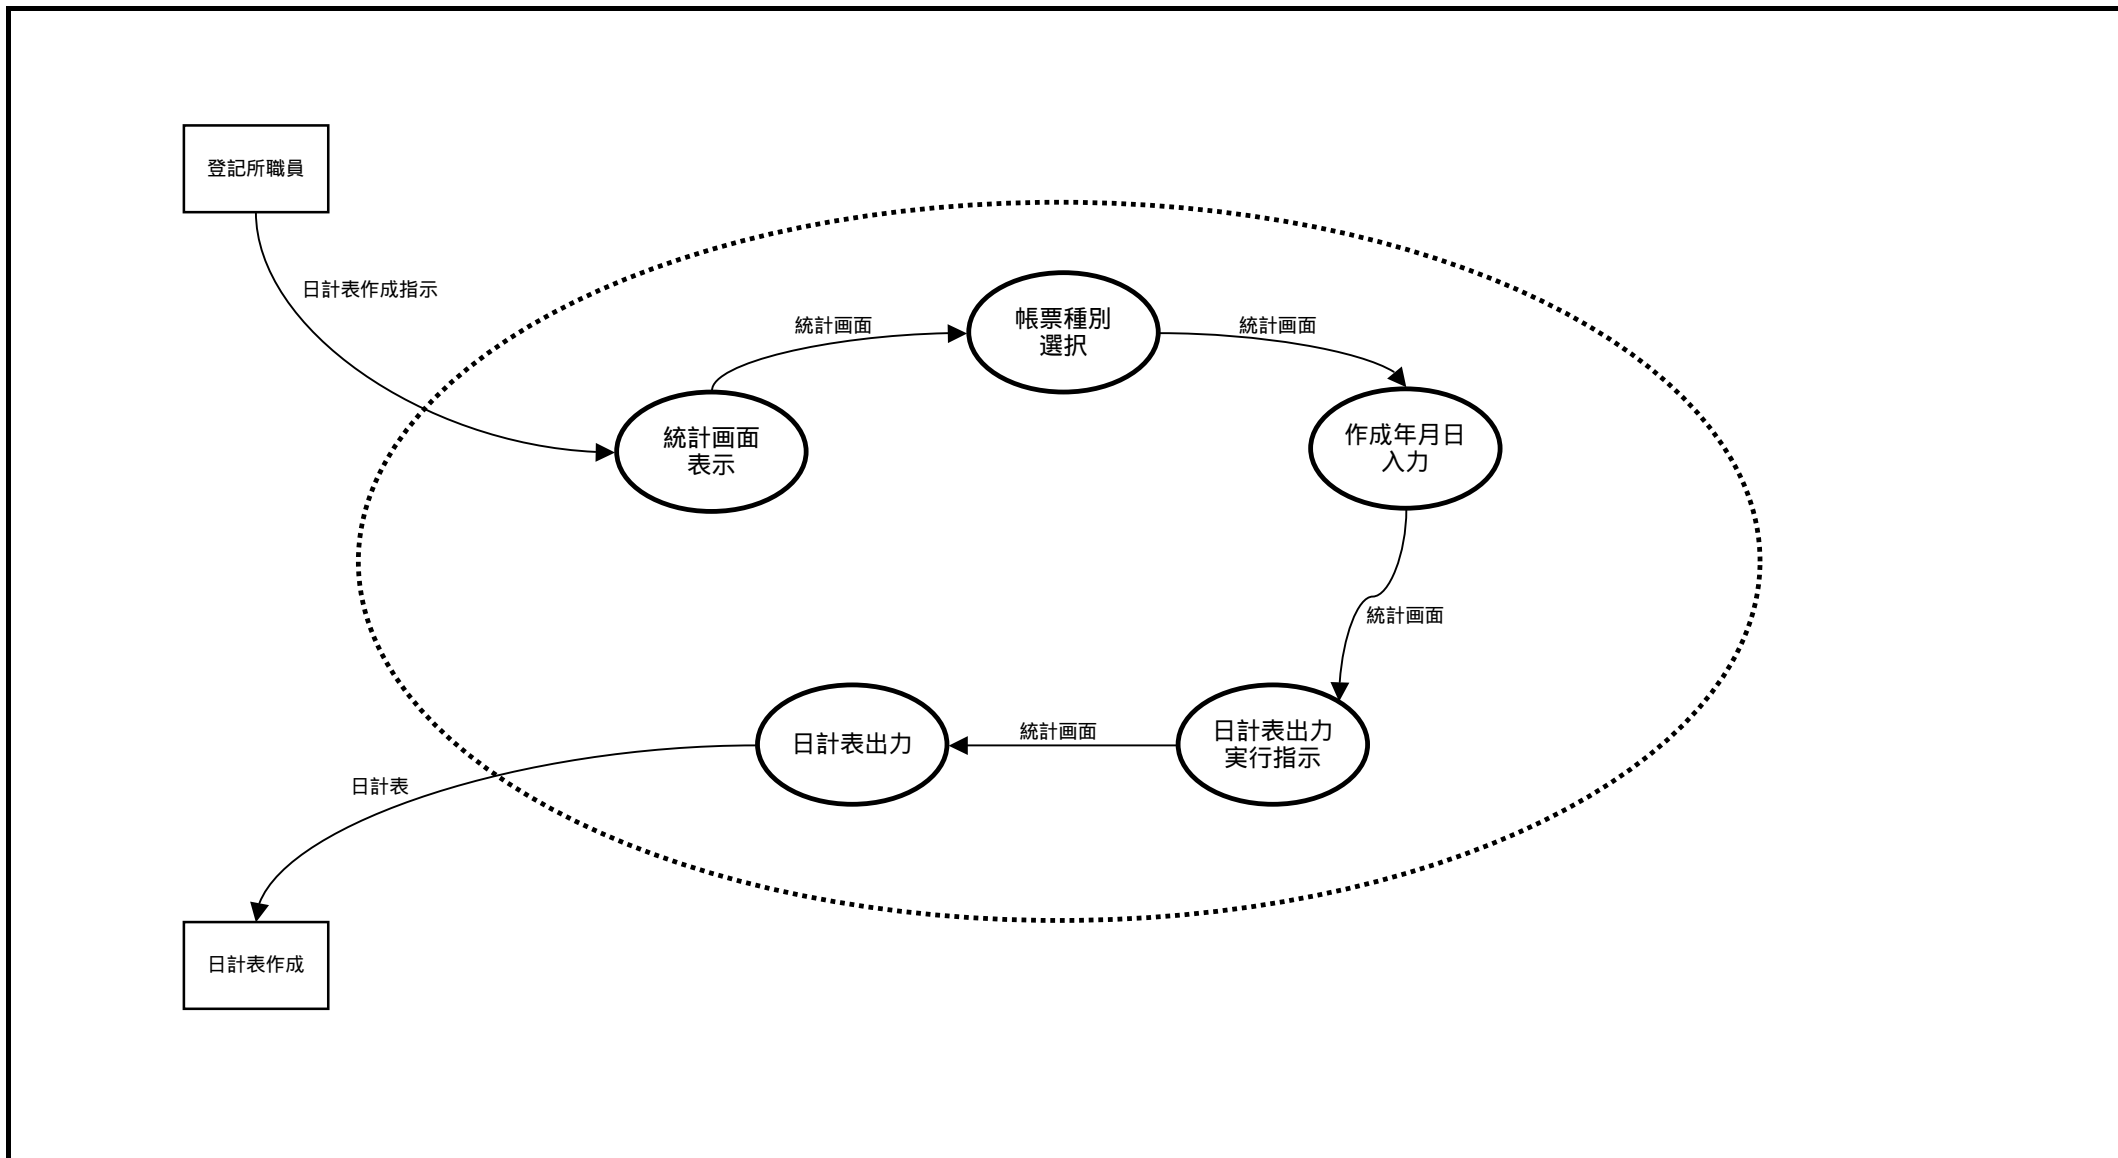 登記所職員
日計表作成指示
統計画面
帳票種別
選択
統計画面
統計画面
表示
作成年月日
入力
統計画面
日計表出力
実行指示
統計画面
日計表出力
日計表
日計表作成